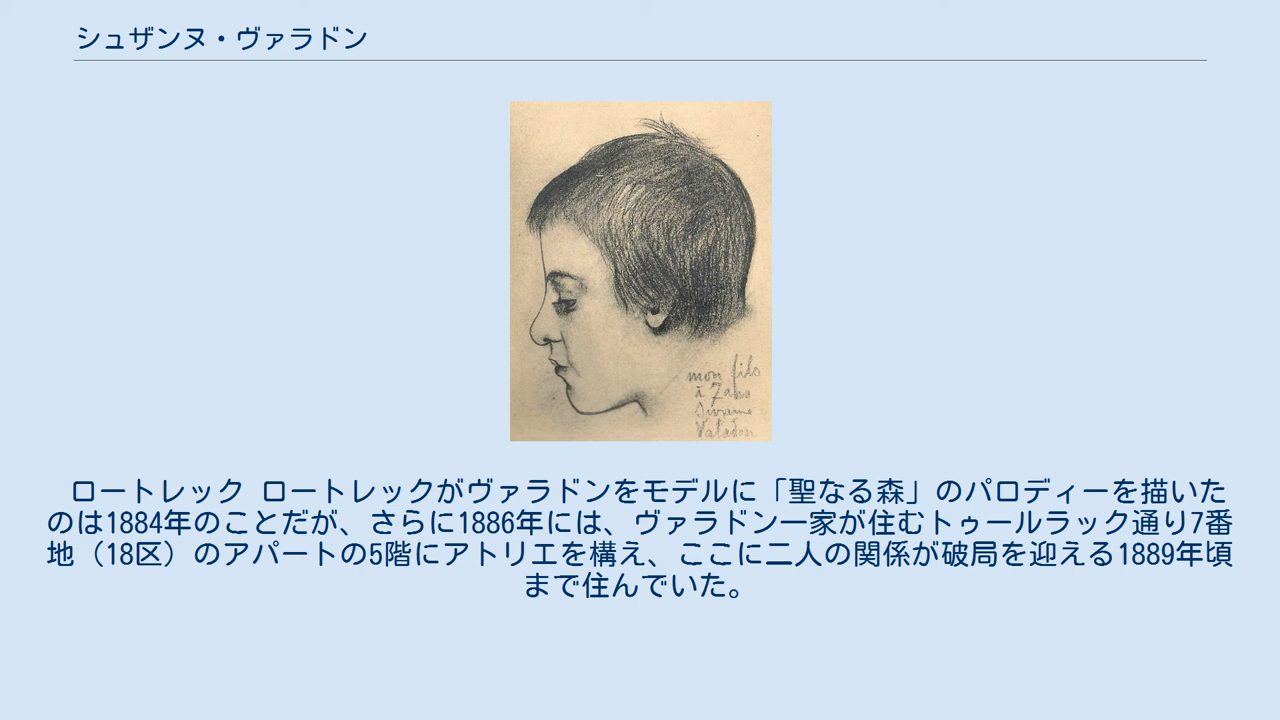 シュザンヌ・ヴァラドン
mon fils
à 7 ans
Suzanne
Valadon
ロートレック ロートレックがヴァラドンをモデルに「聖なる森」のパロディーを描いた
のは1884年のことだが、さらに1886年には、ヴァラドン一家が住むトゥールラック通り7番
地（18区）のアパートの5階にアトリエを構え、ここに二人の関係が破局を迎える1889年頃
まで住んでいた。